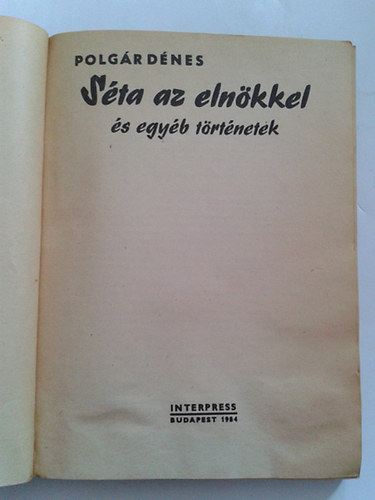 POLGÁR DÉNES
Séta az elnökkel
és egyéb történetek
INTERPRESS
BUDAPEST 1984